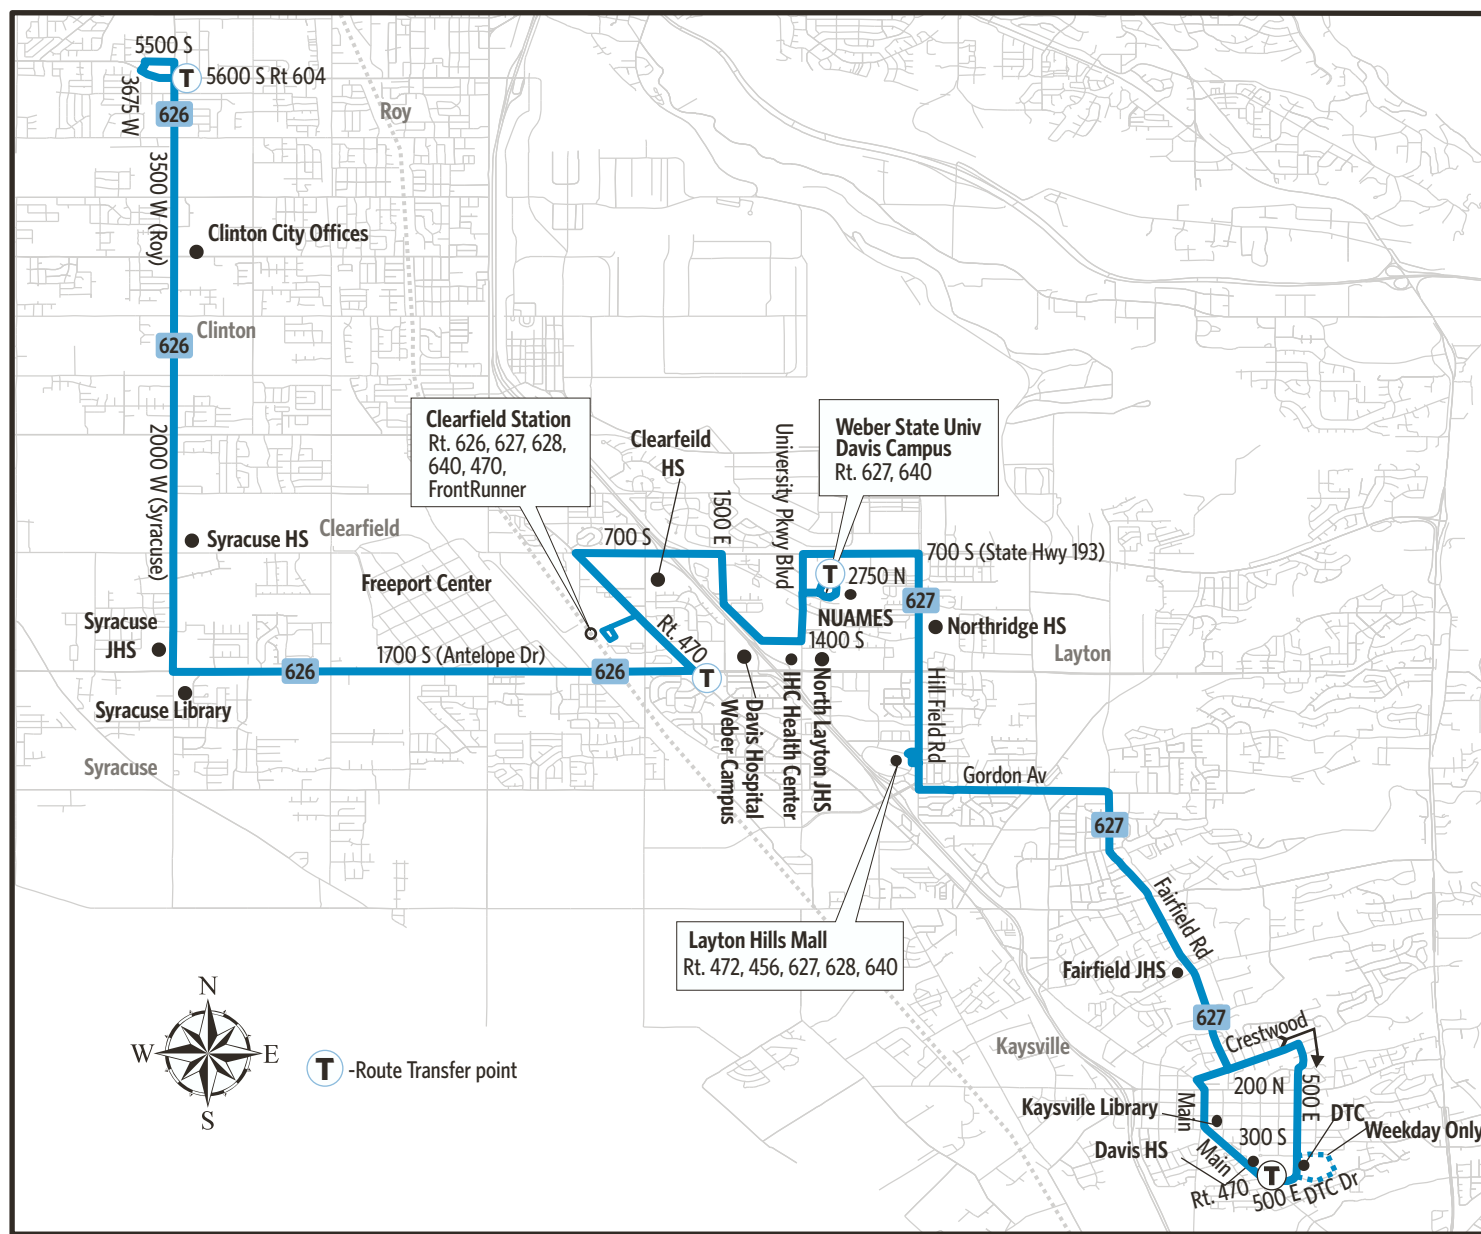 5500 S
T
5600 S Rt 604
3675 W
626
Roy
3500 W (Roy)
Clinton City Offices
Clinton
626
2000 W (Syracuse)
Clearfield Station
Rt. 626, 627, 628,
640, 470,
FrontRunner
Clearfeild
HS
1500 E
University Pkwy Blvd
Weber State Univ
Davis Campus
Rt. 627, 640
Syracuse HS
Clearfield
700 S
700 S (State Hwy 193)
Freeport Center
T
2750 N
627
NUAMES
Northridge HS
Syracuse
JHS
Rt. 470
1400 S
Layton
1700 S (Antelope Dr)
626
626
T
Syracuse Library
Davis Hospital
Weber Campus
IHC Health Center
North Layton JHS
Hill Field Rd
Syracuse
Gordon Av
627
Fairfield Rd
Layton Hills Mall
Rt. 472, 456, 627, 628, 640
Fairfield JHS
N
W
E
S
T
-Route Transfer point
627
Crestwood
Kaysville
200 N
500 E
Main
Kaysville Library
DTC
Weekday Only
300 S
Davis HS
Main
T
Rt. 470
500 E
DTC Dr